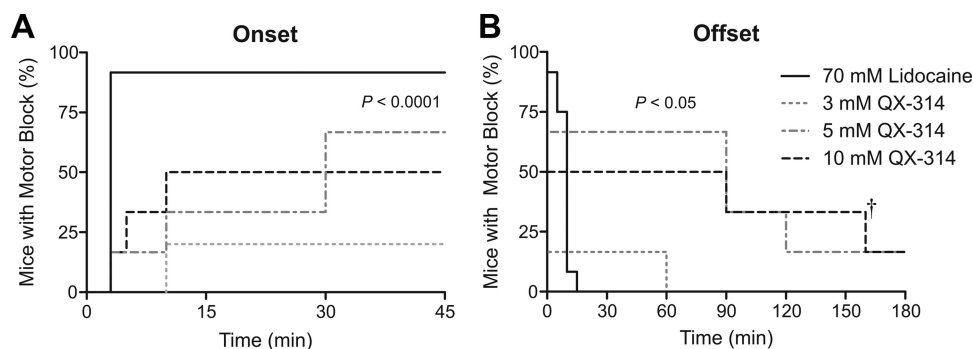 A
Onset
Mice with Motor Block (%)
100
75
50
25
0
P < 0.0001
0 15 30 45
Time (min)
B
Offset
Mice with Motor Block (%)
100
75
50
25
0
P < 0.05
†
0 30 60 90 120 150 180
Time (min)
70 mM Lidocaine
3 mM QX-314
5 mM QX-314
10 mM QX-314